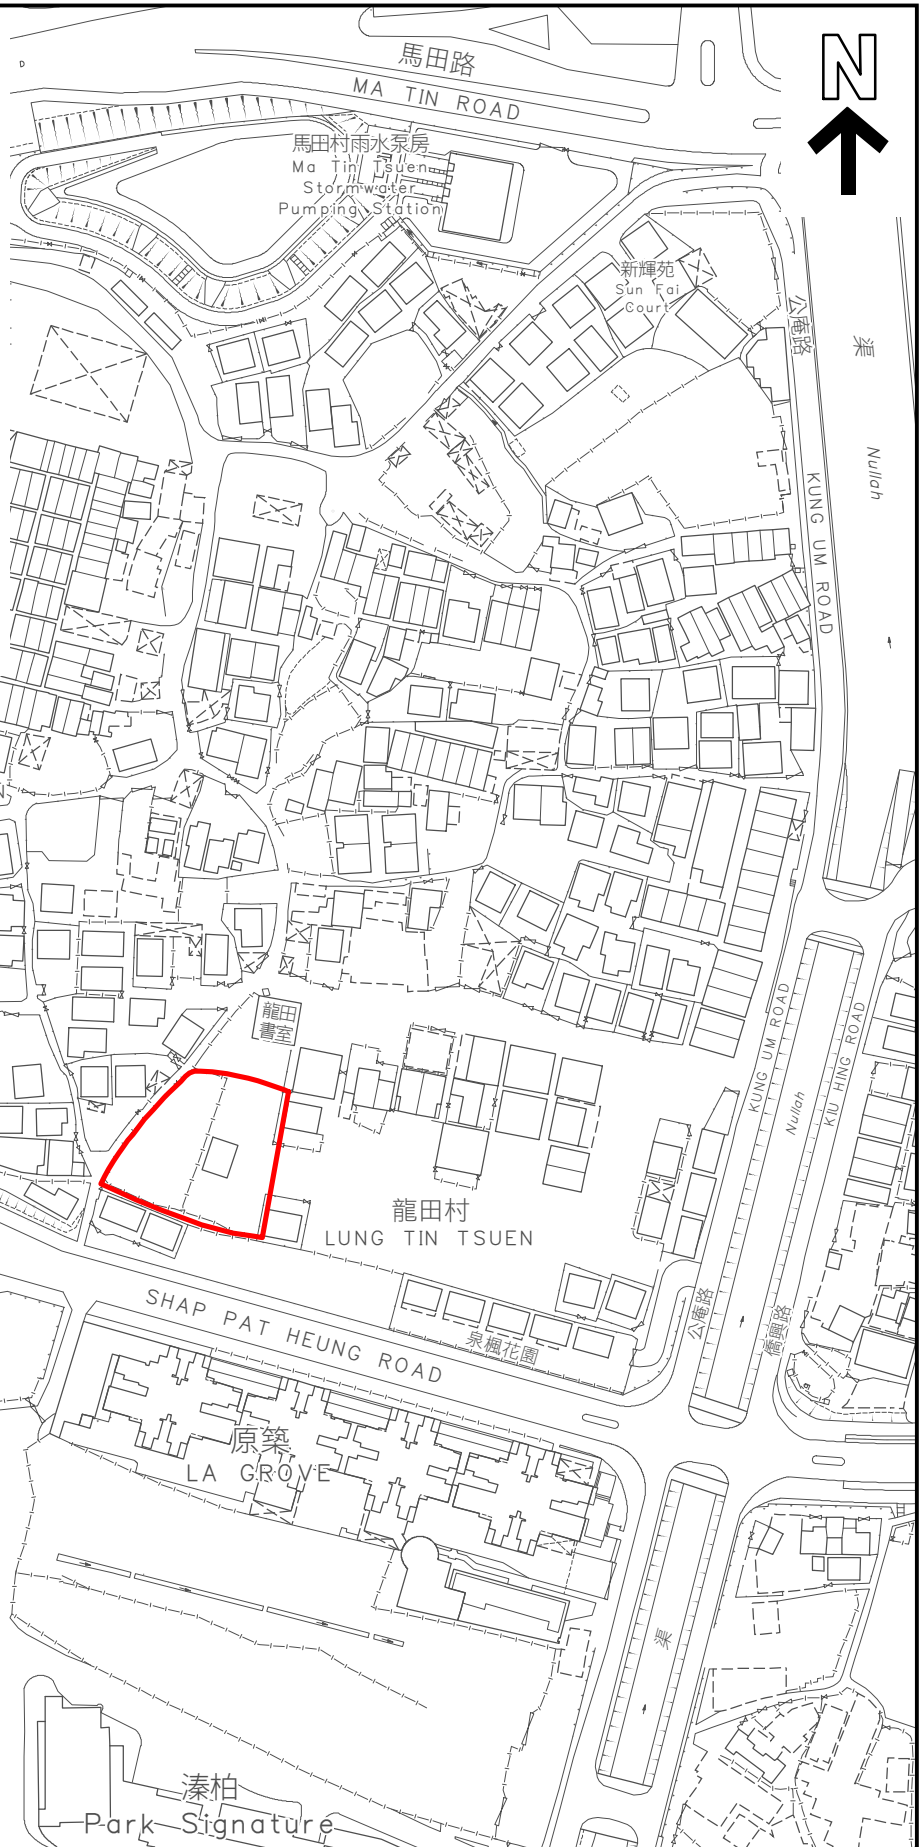 馬田路
MA TIN ROAD
N
馬田村雨水泵房
Ma Tin Tsuen
Stormwater
Pumping Station
新輝苑
Sun Fai
Court
公庵路
KUNG UM ROAD
渠
Nullah
龍田
書室
KUNG UM ROAD
Nullah
KIU HING ROAD
龍田村
LUNG TIN TSUEN
公庵路
僑興路
SHAP PAT HEUNG ROAD
泉楓花園
原築
LA GROVE
渠
溱柏
Park Signature